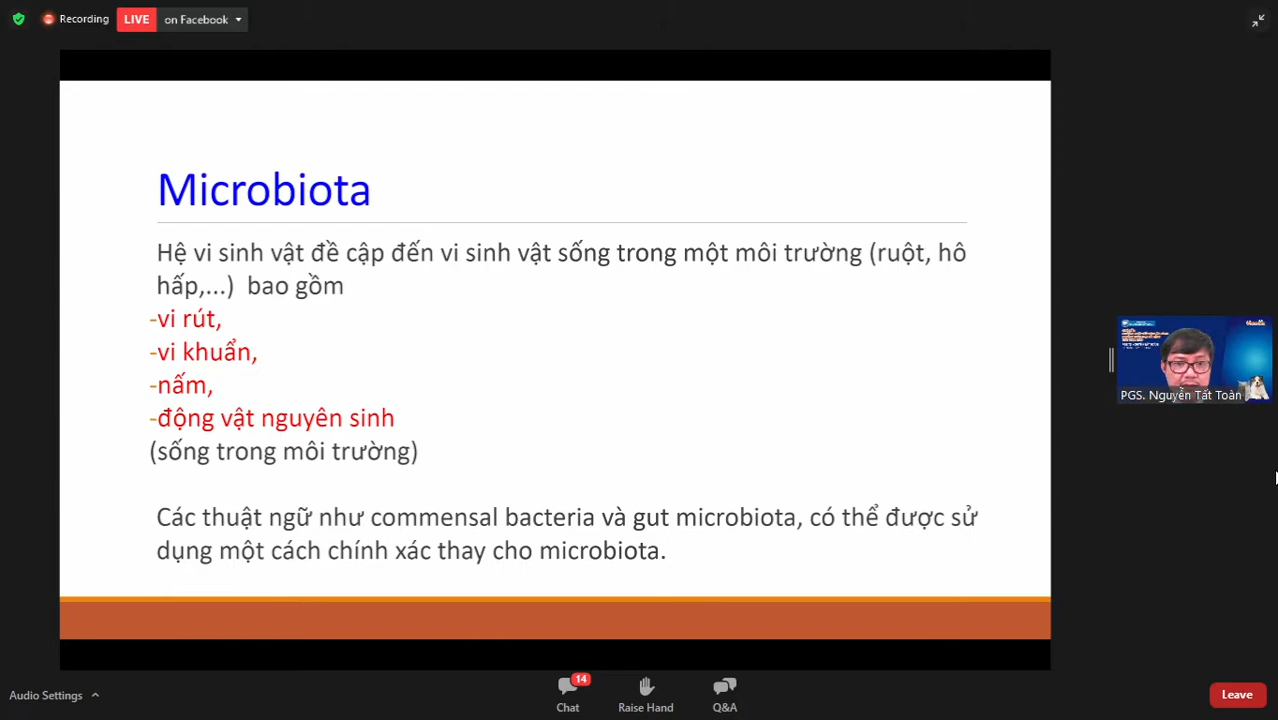 Recording
LIVE on Facebook
Microbiota
Hệ vi sinh vật đề cập đến vi sinh vật sống trong một môi trường (ruột, hô
hấp,...) bao gồm
-vi rút,
-vi khuẩn,
-nấm,
-động vật nguyên sinh
(sống trong môi trường)
Các thuật ngữ như commensal bacteria và gut microbiota, có thể được sử
dụng một cách chính xác thay cho microbiota.
PGS. Nguyễn Tất Toàn
Audio Settings
14
Chat
Raise Hand
Q&A
Leave